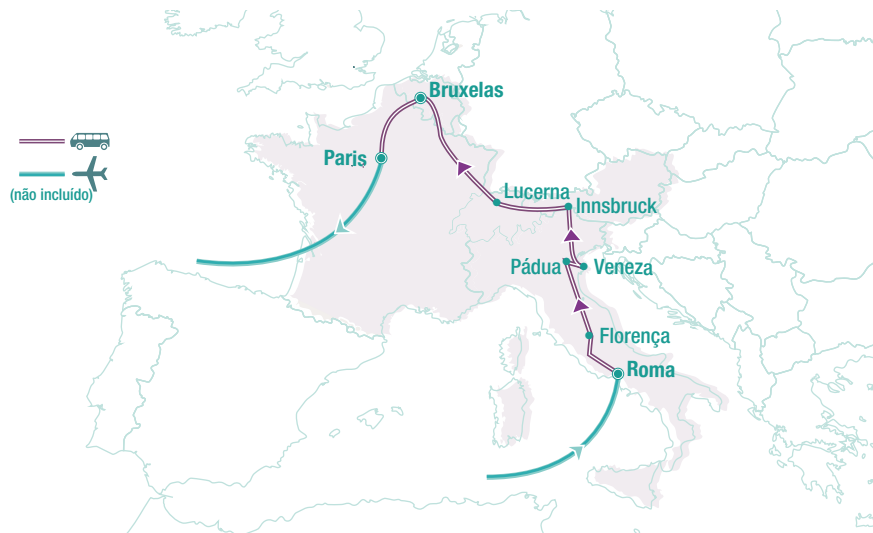 Bruxelas
Paris
(não incluído)
Lucerna
Innsbruck
Pádua
Veneza
Florença
Roma